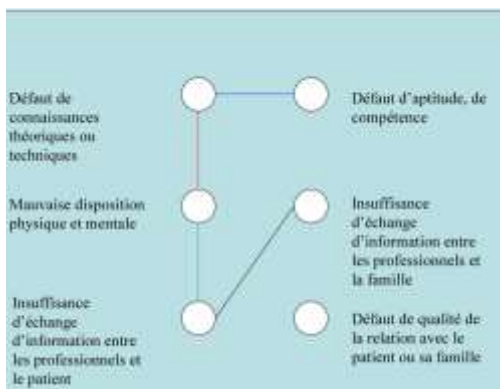 Défaut de
connaissances
théoriques ou
techniques
Défaut d'aptitude, de
compétence
Mauvaise disposition
physique et mentale
Insuffisance
d'échange
d'information entre
les professionnels et
la famille
Insuffisance
d'échange
d'information entre
les professionnels et
le patient
Défaut de qualité de
la relation avec le
patient ou sa famille